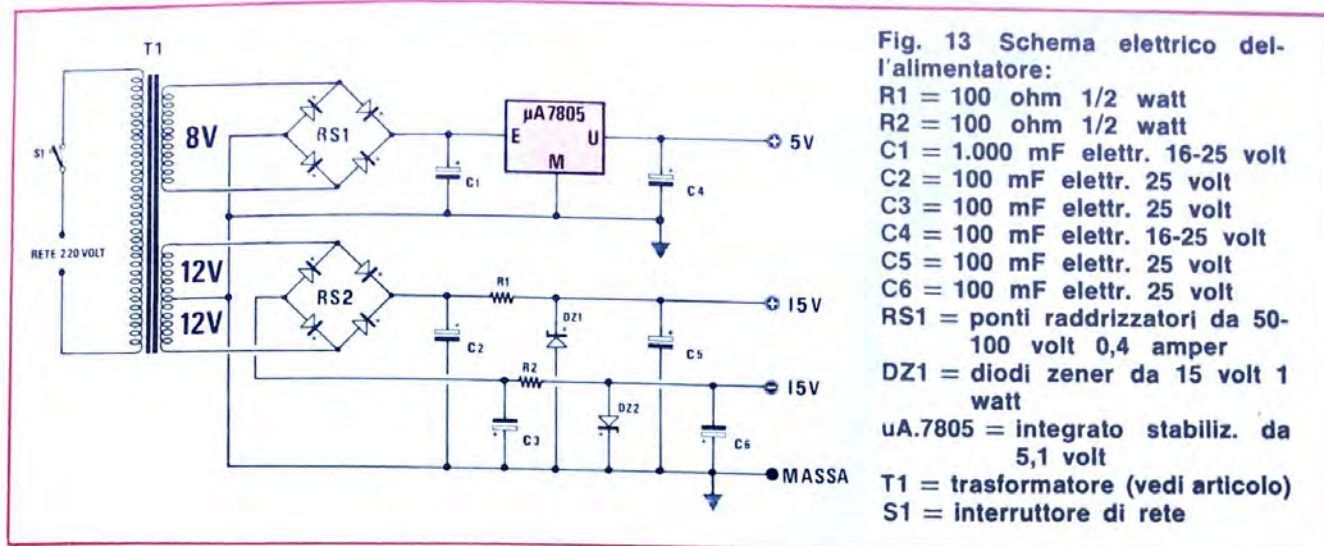 T1
S1
RETE 220 VOLT
8V
12V
12V
RS1
RS2
µA7805
E
U
M
C1
C4
5V
R1
DZ1
C2
C5
15V
R2
DZ2
C3
C6
15V
MASSA
Fig. 13 Schema elettrico del-
l'alimentatore:
R1 = 100 ohm 1/2 watt
R2 = 100 ohm 1/2 watt
C1 = 1.000 mF elettr. 16-25 volt
C2 = 100 mF elettr. 25 volt
C3 = 100 mF elettr. 25 volt
C4 = 100 mF elettr. 16-25 volt
C5 = 100 mF elettr. 25 volt
C6 = 100 mF elettr. 25 volt
RS1 = ponti raddrizzatori da 50-
100 volt 0,4 amper
DZ1 = diodi zener da 15 volt 1
watt
uA.7805 = integrato stabiliz. da
5,1 volt
T1 = trasformatore (vedi articolo)
S1 = interruttore di rete